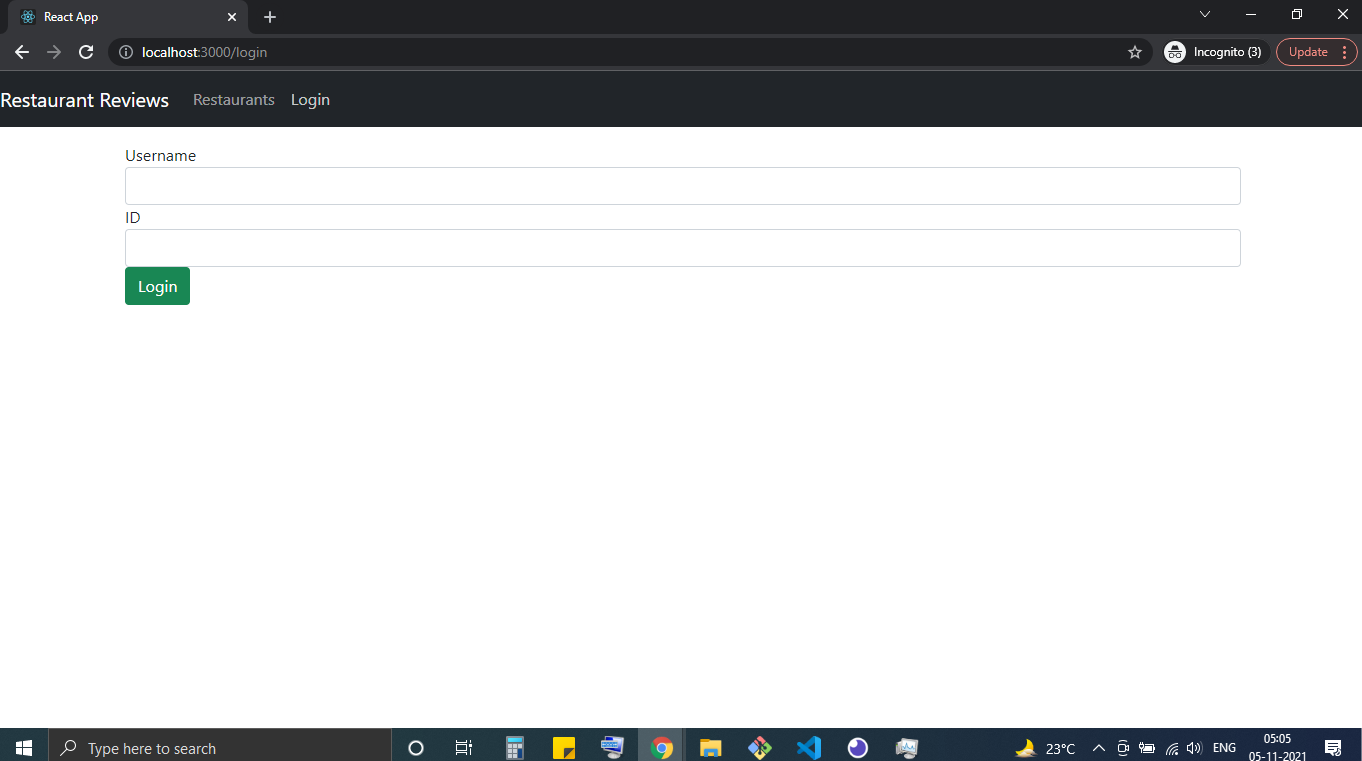 React App
localhost:3000/login
Incognito (3)
Update
Restaurant Reviews Restaurants Login
Username
ID
Login
Type here to search
23°C
ENG
05:05
05-11-2021